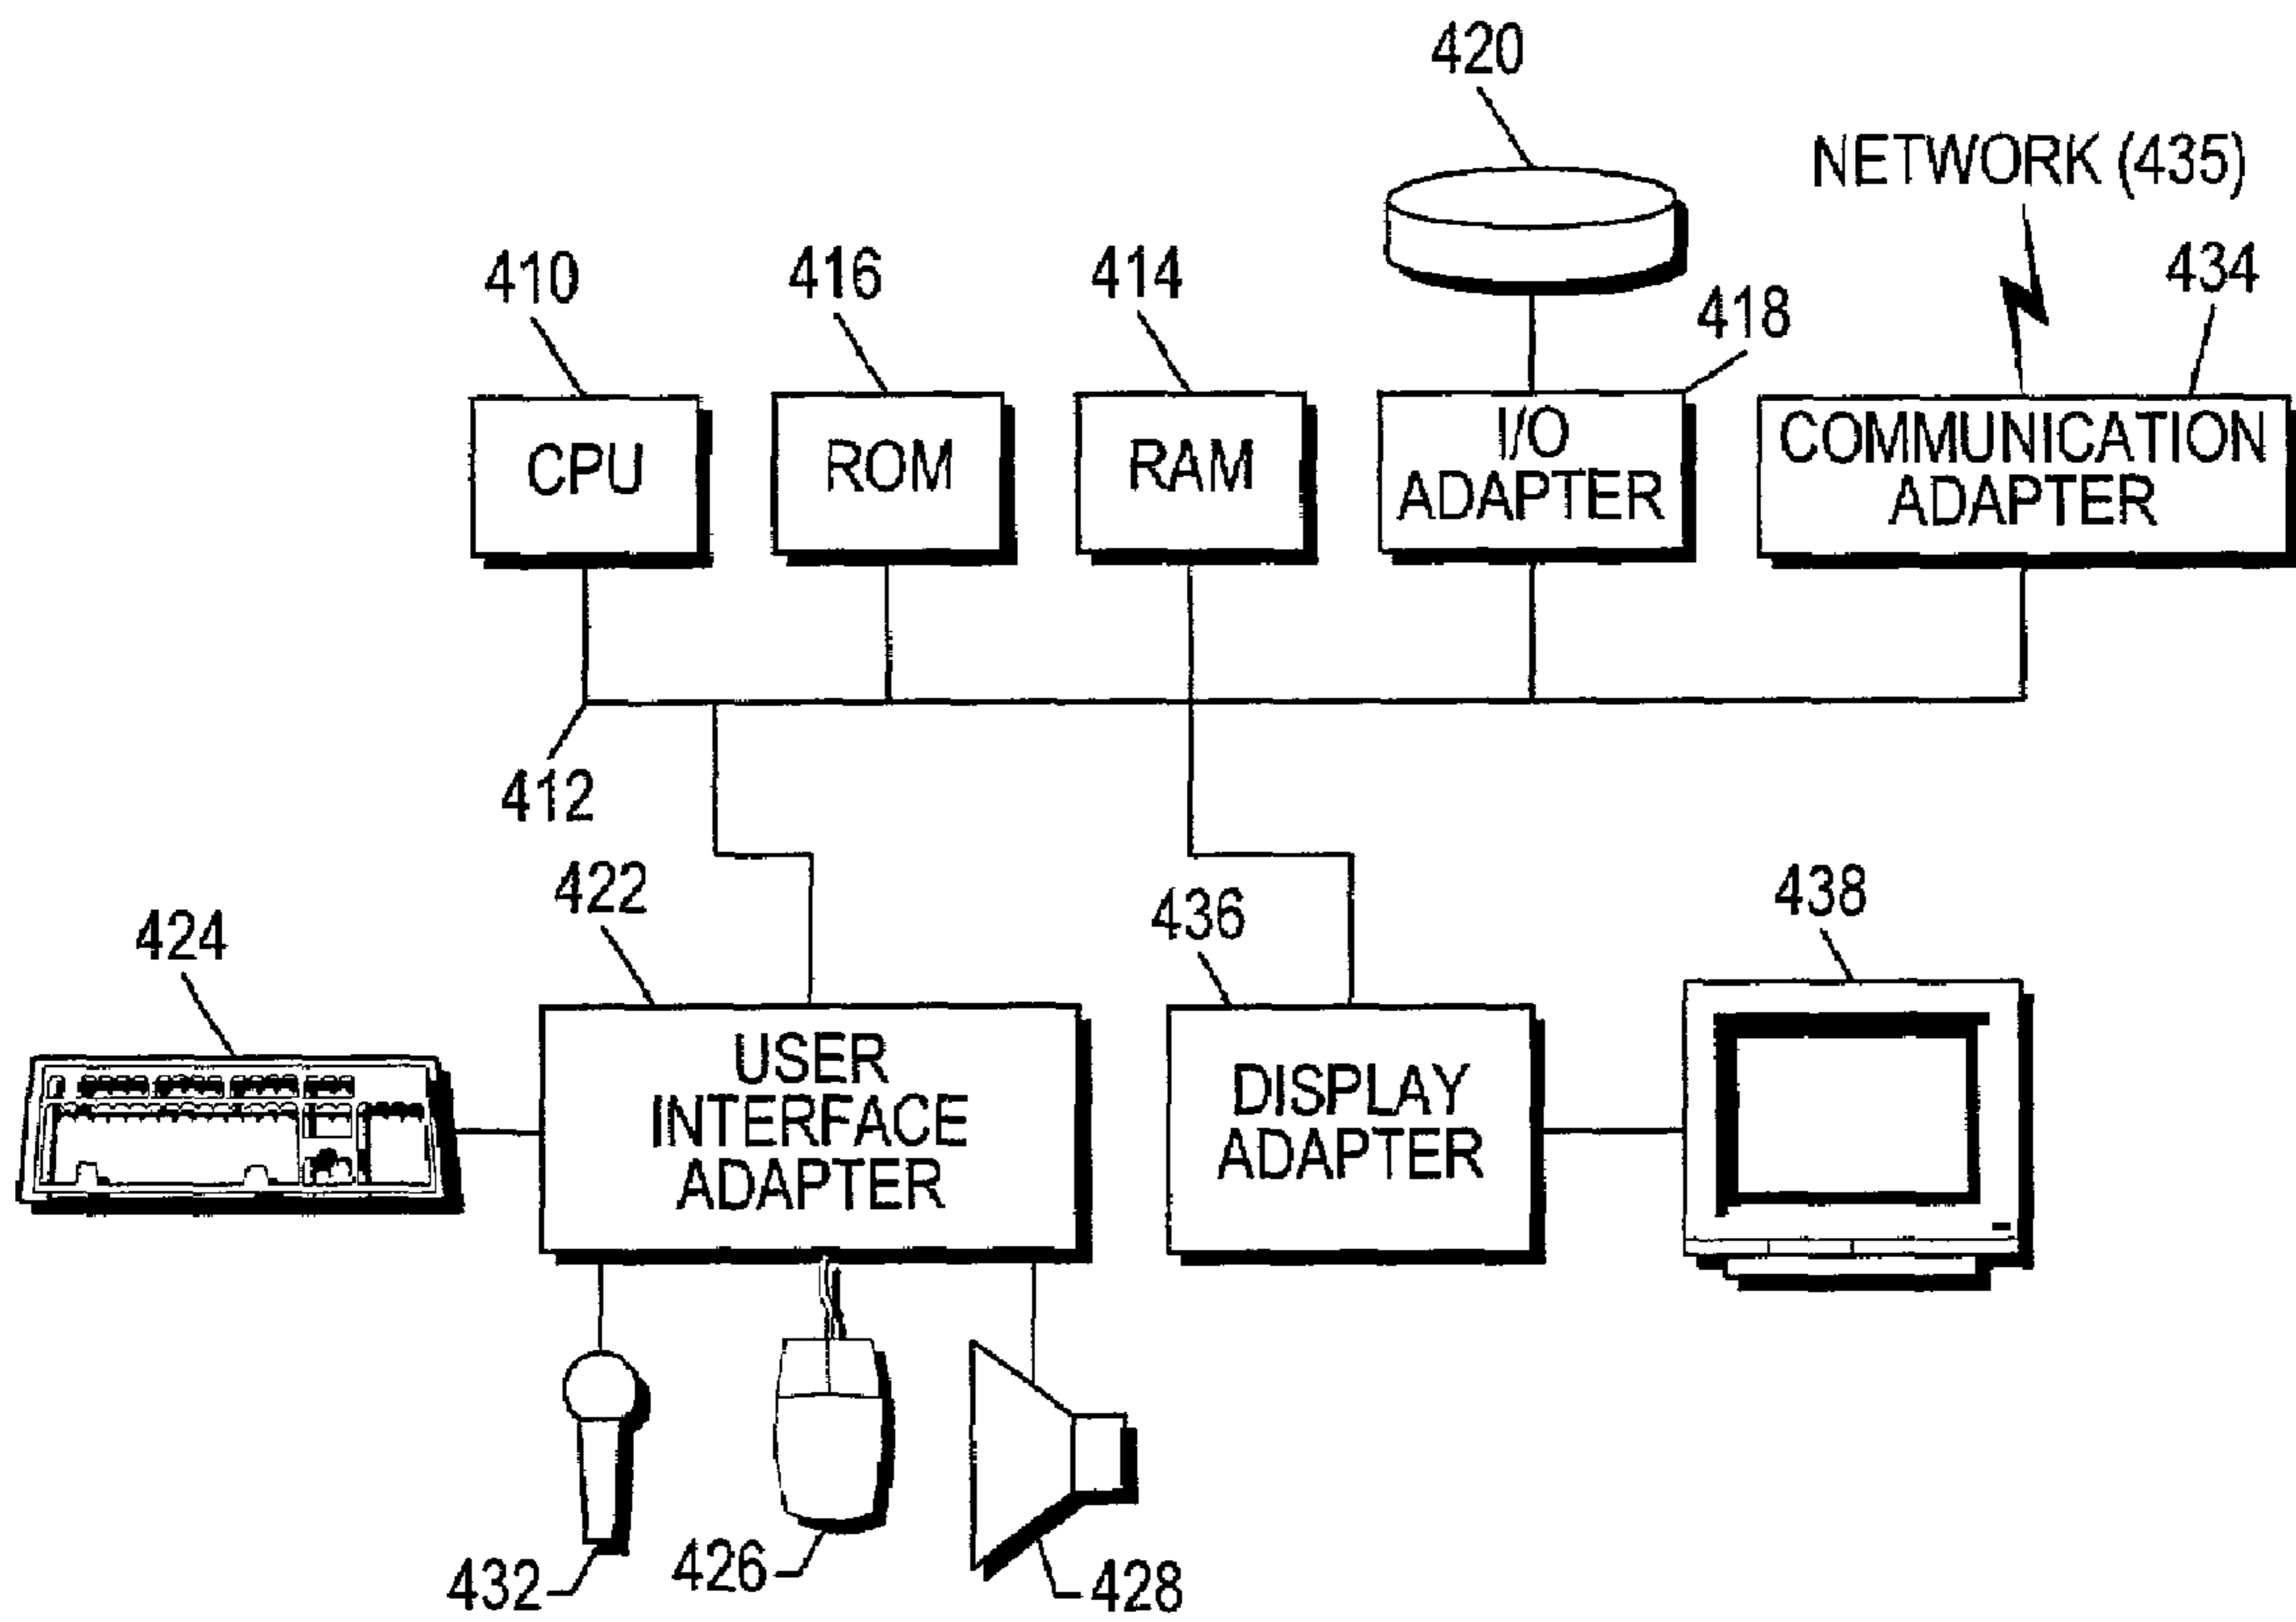 420
NETWORK (435)
410
416
414
418
434
CPU
ROM
RAM
I/O
ADAPTER
COMMUNICATION
ADAPTER
412
422
436
438
424
USER
INTERFACE
ADAPTER
DISPLAY
ADAPTER
432
426
428